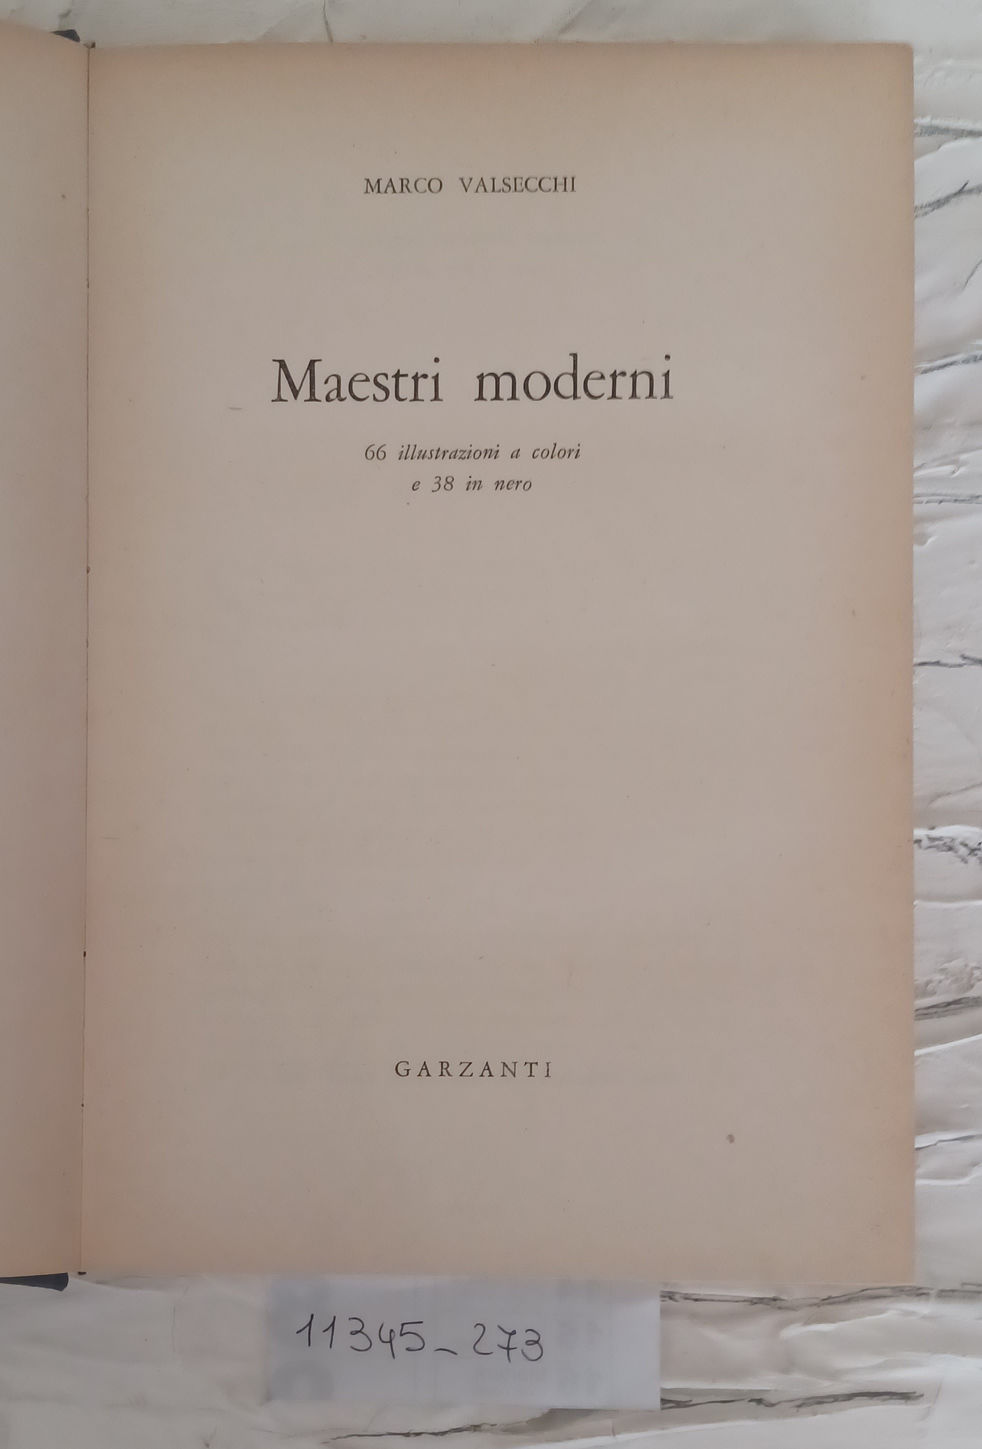 MARCO VALSECCHI
Maestri moderni
66 illustrazioni a colori
e 38 in nero
GARZANTI
11345_273